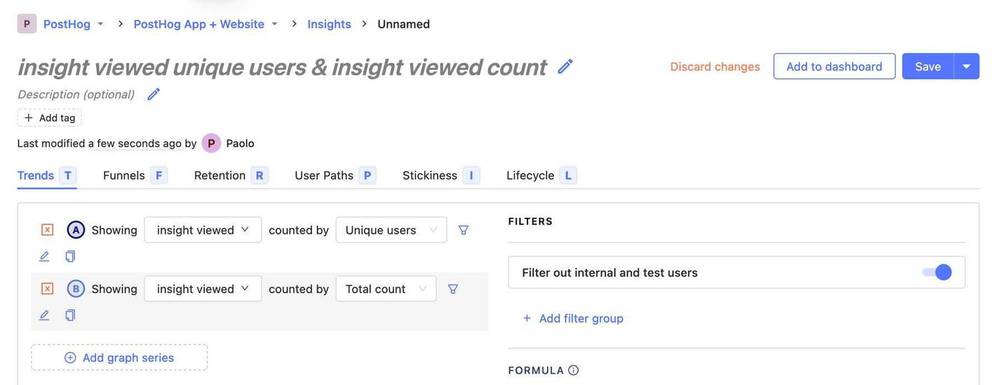 P PostHog > PostHog App + Website > Insights > Unnamed
insight viewed unique users & insight viewed count
Discard changes Add to dashboard Save
Description (optional)
+ Add tag
Last modified a few seconds ago by P Paolo
Trends T Funnels F Retention R User Paths P Stickiness I Lifecycle L
A Showing insight viewed counted by Unique users
B Showing insight viewed counted by Total count
Add graph series
FILTERS
Filter out internal and test users
+ Add filter group
FORMULA